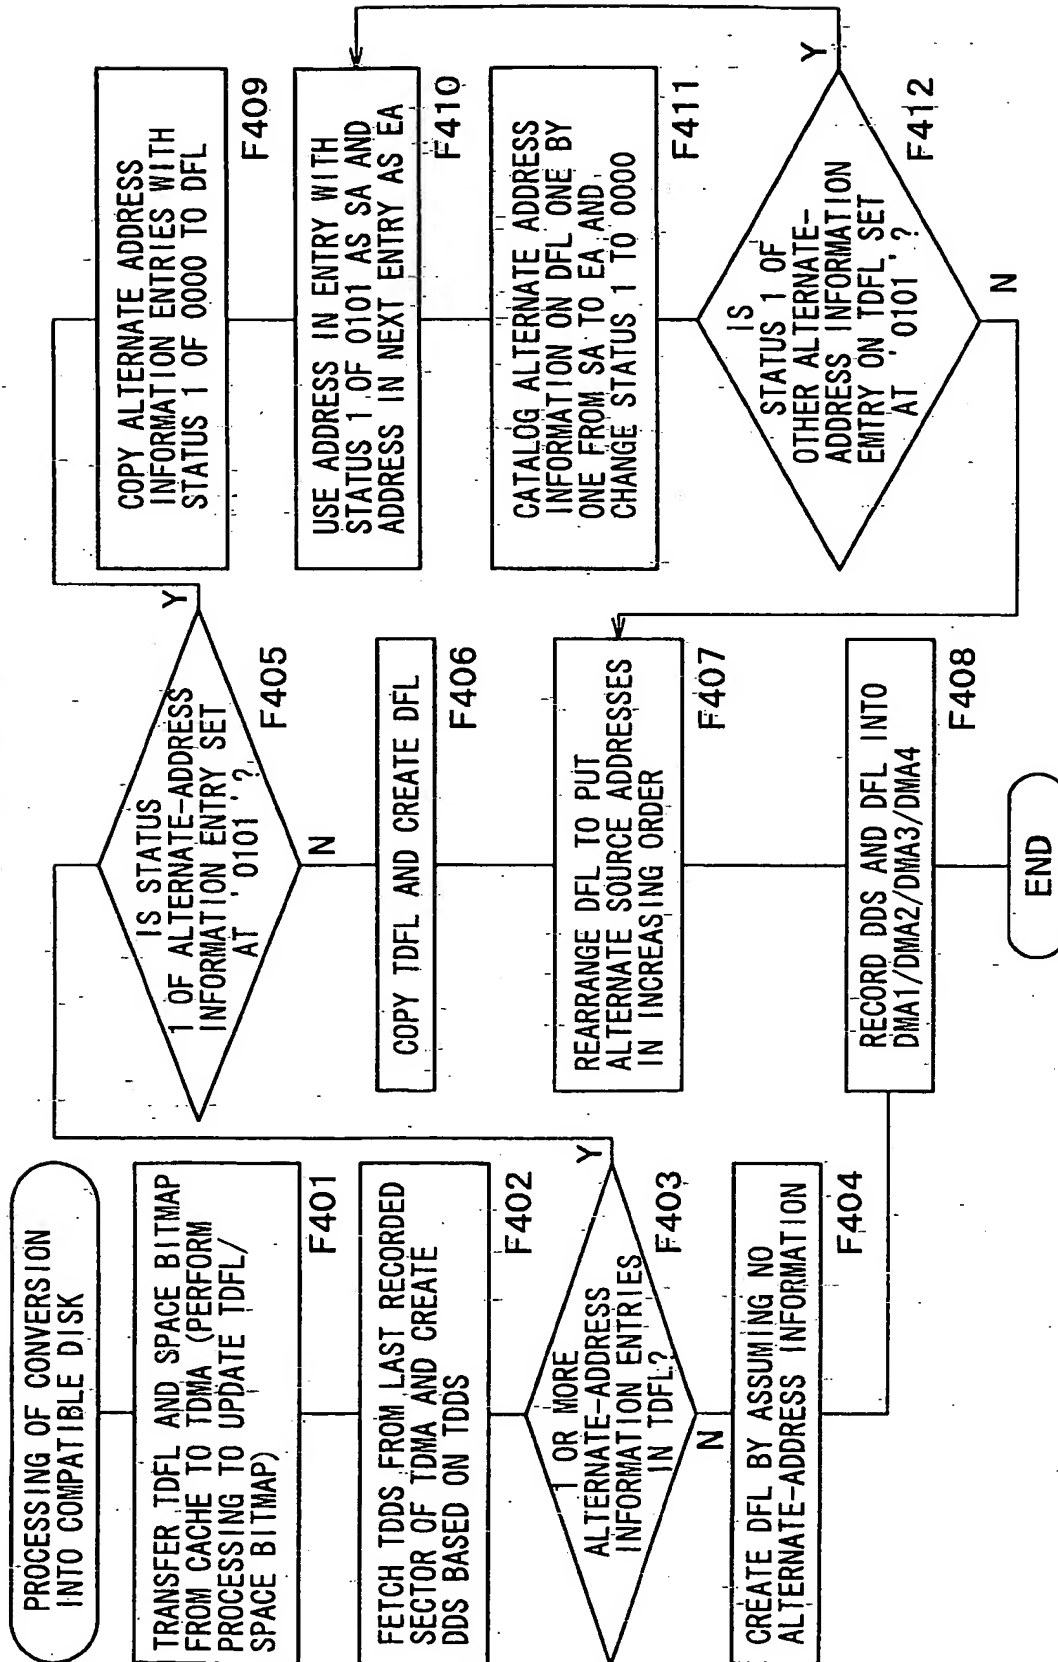 PROCESSING OF CONVERSION
INTO COMPATIBLE DISK
TRANSFER TDFL AND SPACE BITMAP
FROM CACHE TO TDMA (PERFORM
PROCESSING TO UPDATE TDFL/
SPACE BITMAP)
F401
FETCH TDDS FROM LAST RECORDED
SECTOR OF TDMA AND CREATE
DDS BASED ON TDDS
F402
1 OR MORE
ALTERNATE-ADDRESS
INFORMATION ENTRIES
IN TDFL?
Y
F403
N
CREATE DFL BY ASSUMING NO
ALTERNATE-ADDRESS INFORMATION
F404
IS STATUS
1 OF ALTERNATE-ADDRESS
INFORMATION ENTRY SET
AT '0101'?
Y
F405
N
COPY TDFL AND CREATE DFL
F406
REARRANGE DFL TO PUT
ALTERNATE SOURCE ADDRESSES
IN INCREASING ORDER
F407
RECORD DDS AND DFL INTO
DMA1/DMA2/DMA3/DMA4
F408
END
COPY ALTERNATE ADDRESS
INFORMATION ENTRIES WITH
STATUS 1 OF 0000 TO DFL
F409
USE ADDRESS IN ENTRY WITH
STATUS 1 OF 0101 AS SA AND
ADDRESS IN NEXT ENTRY AS EA
F410
CATALOG ALTERNATE ADDRESS
INFORMATION ON DFL ONE BY
ONE FROM SA TO EA AND
CHANGE STATUS 1 TO 0000
F411
IS
STATUS 1 OF
OTHER ALTERNATE-
ADDRESS INFORMATION
EMTRY ON TDFL, SET
AT '0101'?
Y
F412
N